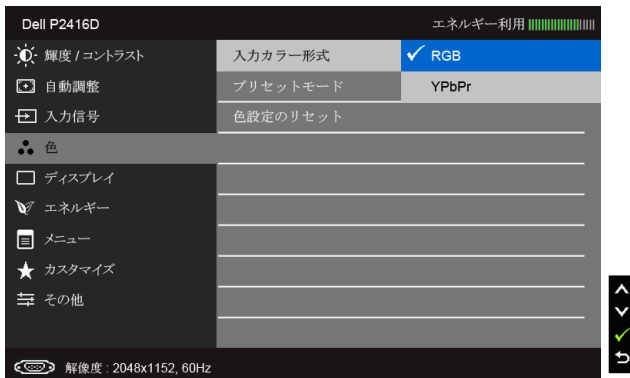 Dell P2416D
エネルギー利用
輝度 / コントラスト
入力カラー形式
RGB
自動調整
プリセットモード
YPbPr
入力信号
色設定のリセット
色
ディスプレイ
エネルギー
メニュー
カスタマイズ
その他
解像度 : 2048x1152, 60Hz